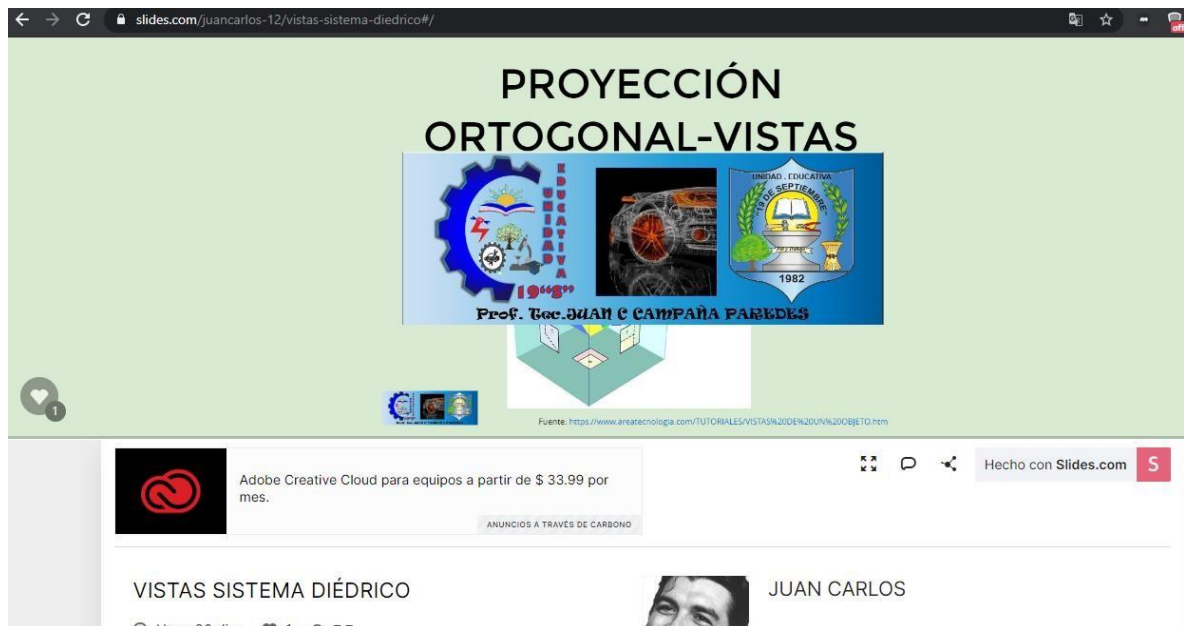 slides.com/juancarlos-12/vistas-sistema-diedrico#/
off
PROYECCIÓN
ORTOGONAL-VISTAS
UNIDAD
EDUCATIVA
19“S”
UNIDAD . EDUCATIVA
"19 DE SEPTIEMBRE"
1982
Prof. Tec.JUAN C CAMPAÑA PAREDES
1
Fuente: https://www.areatecnologia.com/TUTORIALES/VISTAS%20DE%20UN%20OBJETO.htm
Adobe Creative Cloud para equipos a partir de $ 33.99 por
mes.
ANUNCIOS A TRAVÉS DE CARBONO
Hecho con Slides.com
S
VISTAS SISTEMA DIÉDRICO
JUAN CARLOS